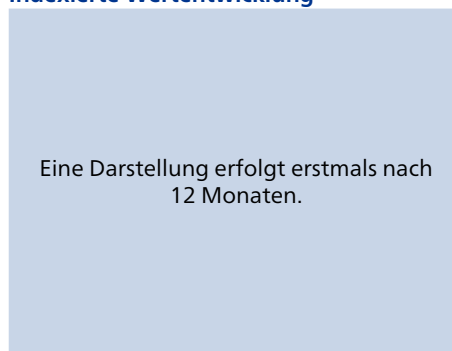 Indexierte Wertentwicklung
Eine Darstellung erfolgt erstmals nach
12 Monaten.